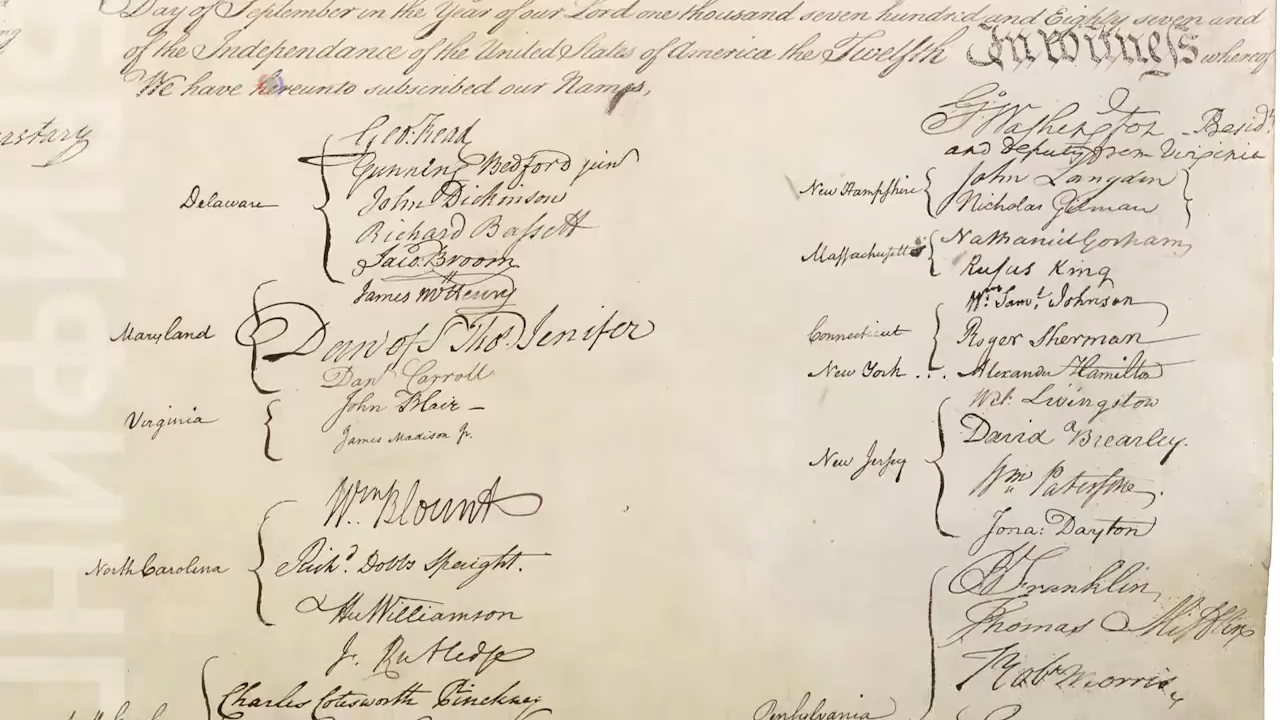 Day of September in the Year of our Lord one thousand seven hundred and Eighty seven and
of the Independance of the United States of America the Twelfth In Witness whereof
We have hereunto subscribed our Names,
Delaware
Geo: Read
Gunning Bedford jun
John Dickinson
Richard Bassett
Jaco: Broom
Maryland
James McHenry
Dan of St Thos. Jenifer
Danl Carroll
Virginia
John Blair —
James Madison Jr.
North Carolina
Wm Blount
Richd. Dobbs Spaight.
Hu Williamson
J. Rutledge
Charles Cotesworth Pinckney
Go Washington Presidt
and deputy from Virginia
New Hampshire
John Langdon
Nicholas Gilman
Massachusetts
Nathaniel Gorham
Rufus King
Connecticut
Wm. Saml. Johnson
Roger Sherman
New York . . . Alexander Hamilton
New Jersey
Wil: Livingston
David Brearley.
Wm Paterson.
Jona: Dayton
B Franklin
Thomas Mifflin
Robt Morris
Pensylvania